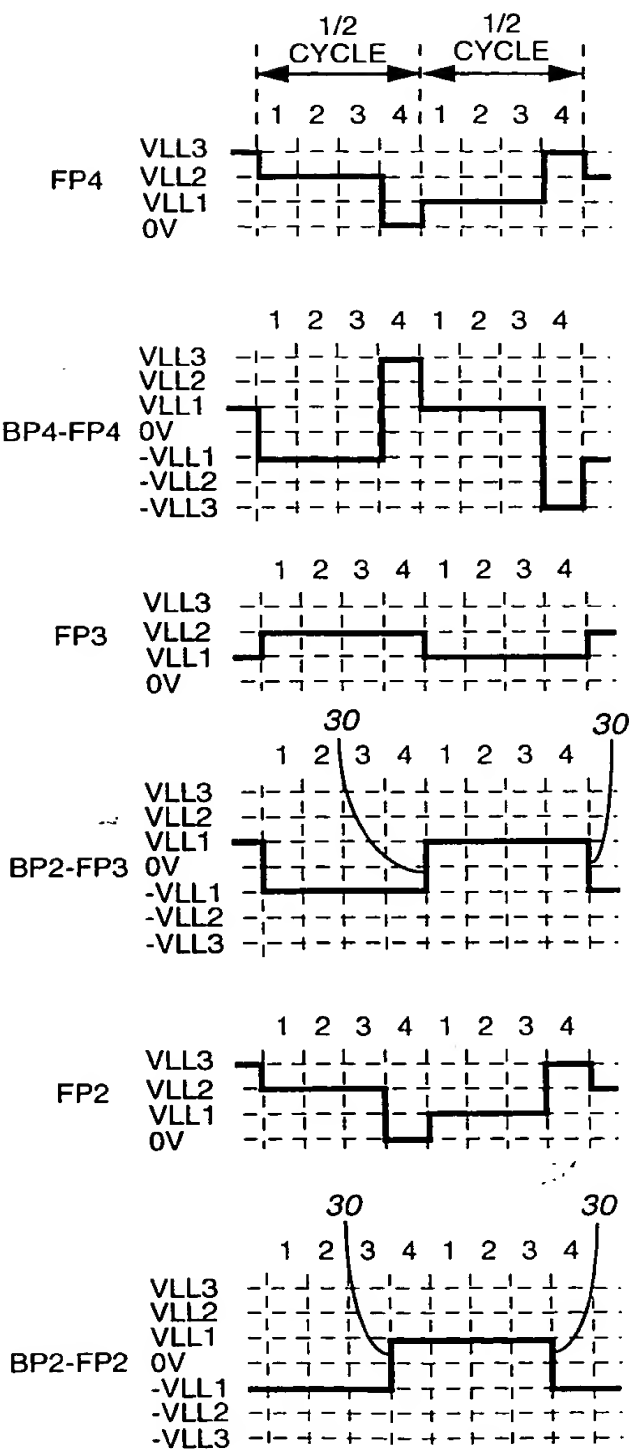 1/2 CYCLE 1/2 CYCLE
1 2 3 4 1 2 3 4
VLL3
FP4 VLL2
VLL1
0V
1 2 3 4 1 2 3 4
VLL3
VLL2
VLL1
BP4-FP4 0V
-VLL1
-VLL2
-VLL3
1 2 3 4 1 2 3 4
VLL3
FP3 VLL2
VLL1
0V
30 30
1 2 3 4 1 2 3 4
VLL3
VLL2
VLL1
BP2-FP3 0V
-VLL1
-VLL2
-VLL3
1 2 3 4 1 2 3 4
VLL3
FP2 VLL2
VLL1
0V
30 30
1 2 3 4 1 2 3 4
VLL3
VLL2
VLL1
BP2-FP2 0V
-VLL1
-VLL2
-VLL3